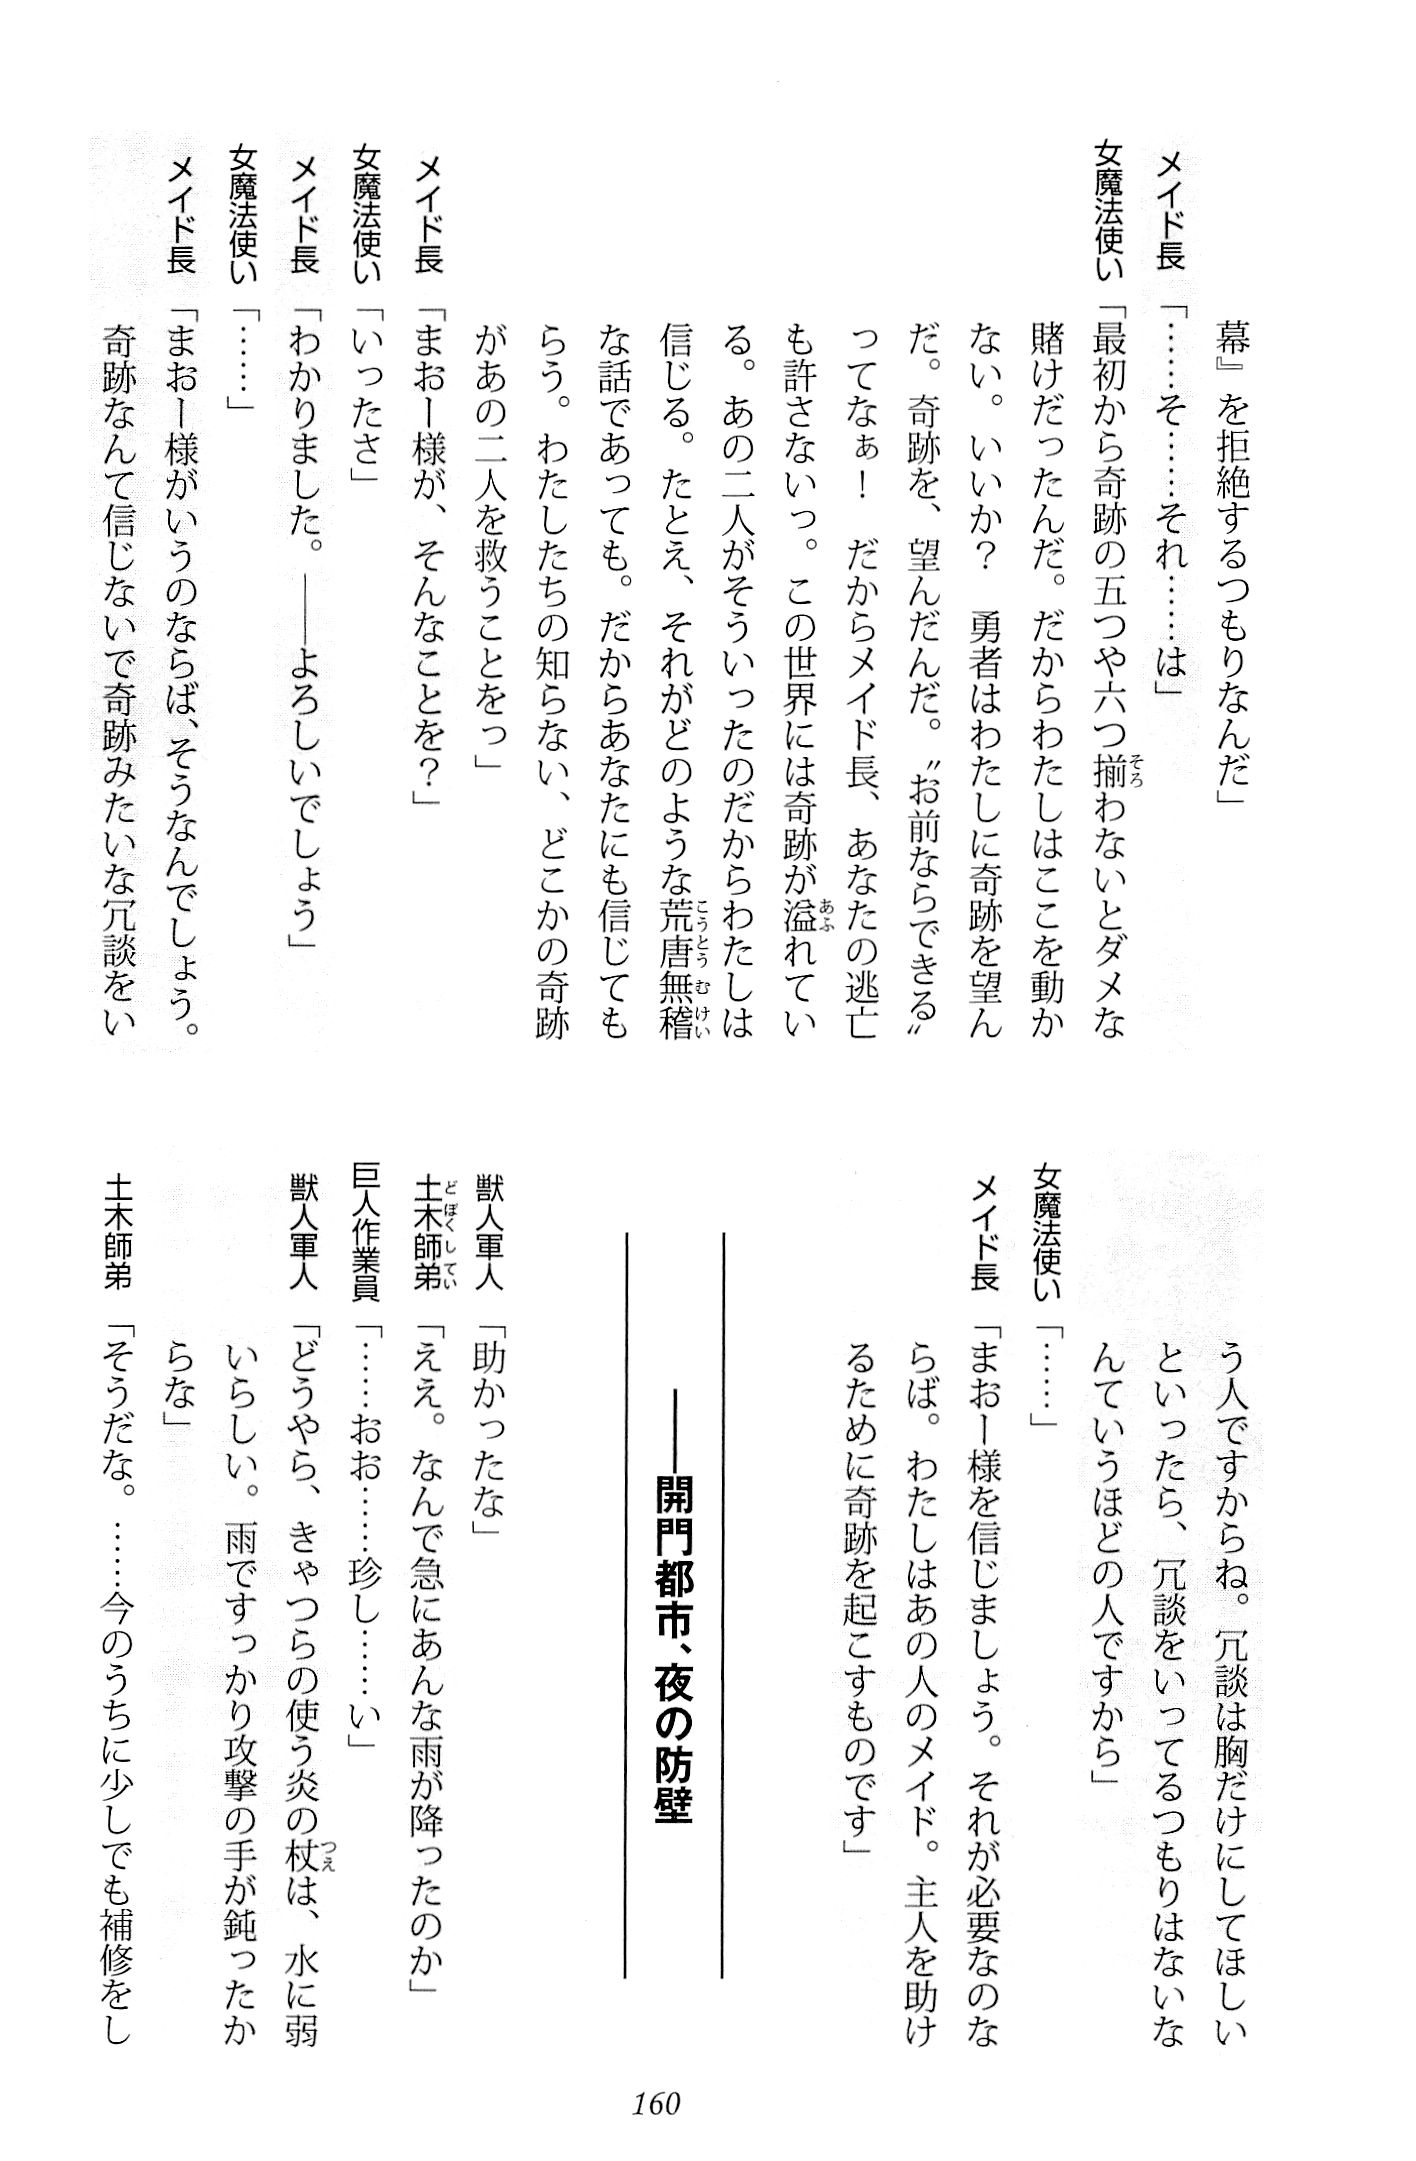 幕』を拒絶するつもりなんだ」
メイド長「……そ……それ……は」
女魔法使い「最初から奇跡の五つや六つ揃わないとダメな
賭けだったんだ。だからわたしはここを動か
ない。いいか？　勇者はわたしに奇跡を望ん
だ。奇跡を、望んだんだ。〝お前ならできる〟
ってなぁ！　だからメイド長、あなたの逃亡
も許さないっ。この世界には奇跡が溢れてい
る。あの二人がそういったのだからわたしは
信じる。たとえ、それがどのような荒唐無稽
な話であっても。だからあなたにも信じても
らう。わたしたちの知らない、どこかの奇跡
があの二人を救うことをっ」
メイド長「まおー様が、そんなことを？」
女魔法使い「いったさ」
メイド長「わかりました。――よろしいでしょう」
女魔法使い「……」
メイド長「まおー様がいうのならば、そうなんでしょう。
奇跡なんて信じないで奇跡みたいな冗談をい
う人ですからね。冗談は胸だけにしてほしい
といったら、冗談をいってるつもりはないな
んていうほどの人ですから」
女魔法使い「……」
メイド長「まおー様を信じましょう。それが必要なのな
らば。わたしはあの人のメイド。主人を助け
るために奇跡を起こすものです」
――開門都市、夜の防壁
獣人軍人「助かったな」
土木師弟「ええ。なんで急にあんな雨が降ったのか」
巨人作業員「……おお……珍し……い」
獣人軍人「どうやら、きゃつらの使う炎の杖は、水に弱
いらしい。雨ですっかり攻撃の手が鈍ったか
らな」
土木師弟「そうだな。……今のうちに少しでも補修をし
160